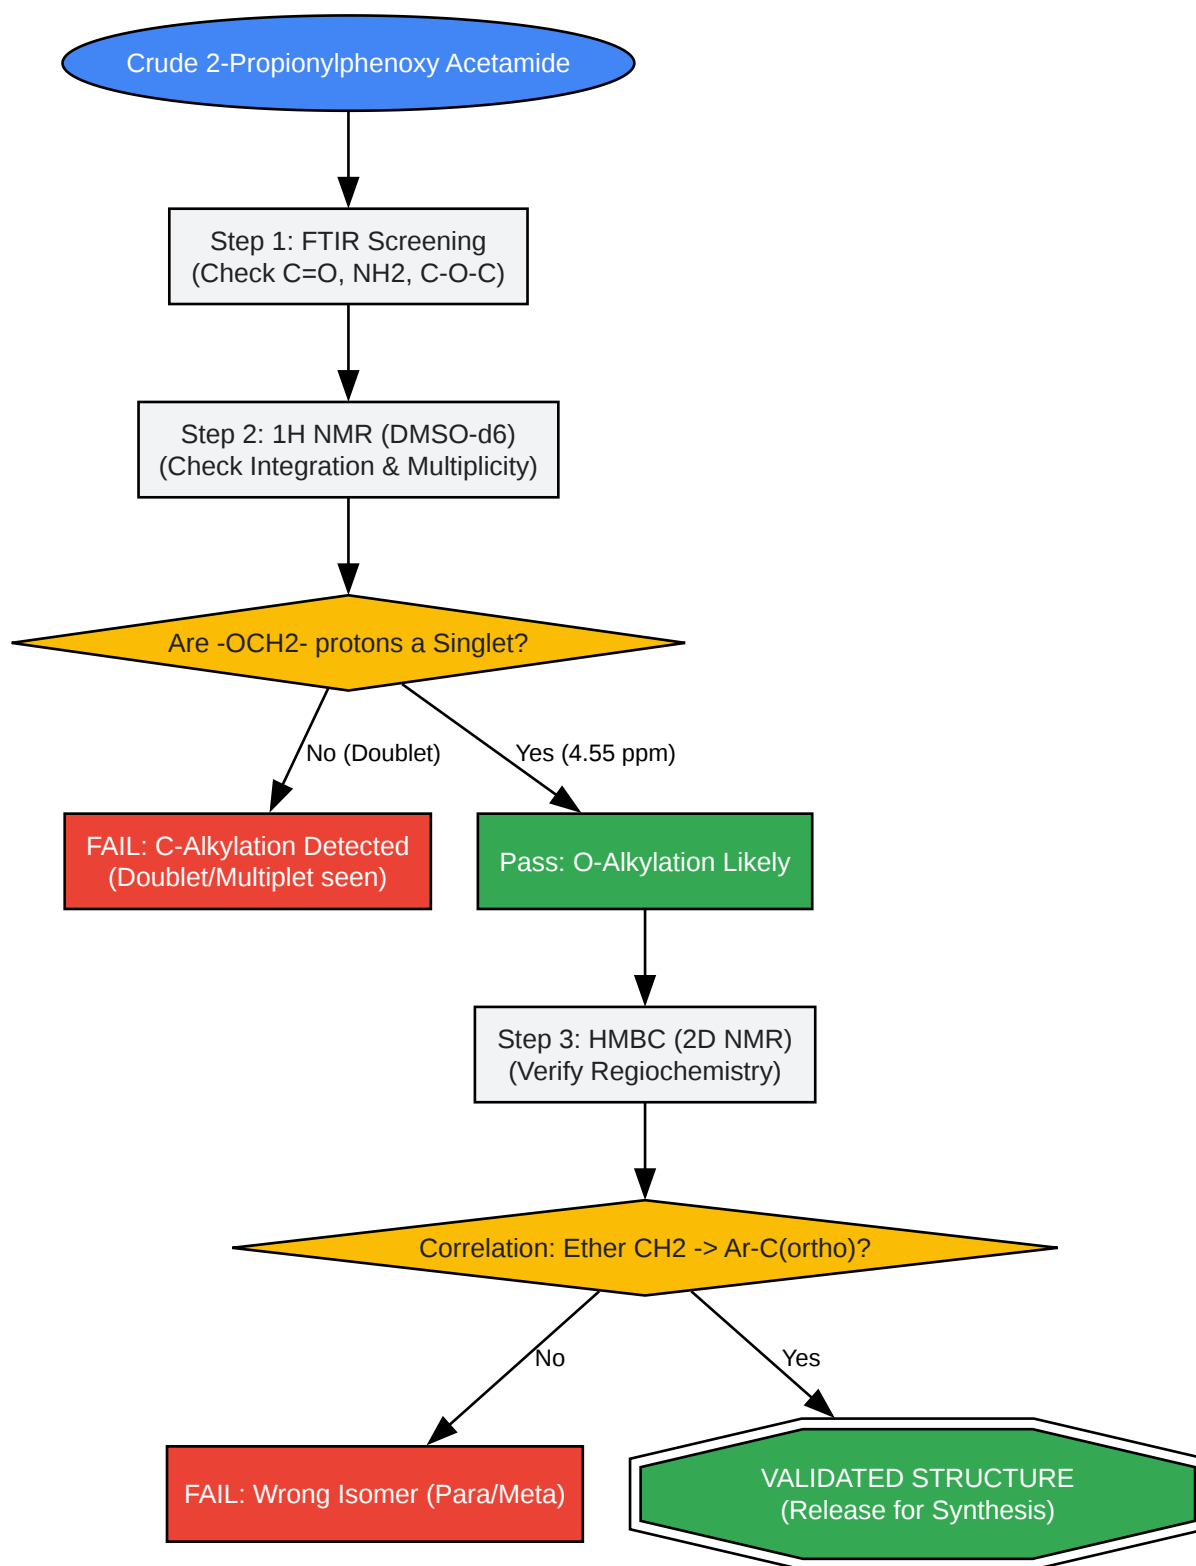 Crude 2-Propionylphenoxy Acetamide
Step 1: FTIR Screening
(Check C=O, NH2, C-O-C)
Step 2: 1H NMR (DMSO-d6)
(Check Integration & Multiplicity)
Are -OCH2- protons a Singlet?
No (Doublet)
Yes (4.55 ppm)
FAIL: C-Alkylation Detected
(Doublet/Multiplet seen)
Pass: O-Alkylation Likely
Step 3: HMBC (2D NMR)
(Verify Regiochemistry)
Correlation: Ether CH2 -> Ar-C(ortho)?
No
Yes
FAIL: Wrong Isomer (Para/Meta)
VALIDATED STRUCTURE
(Release for Synthesis)